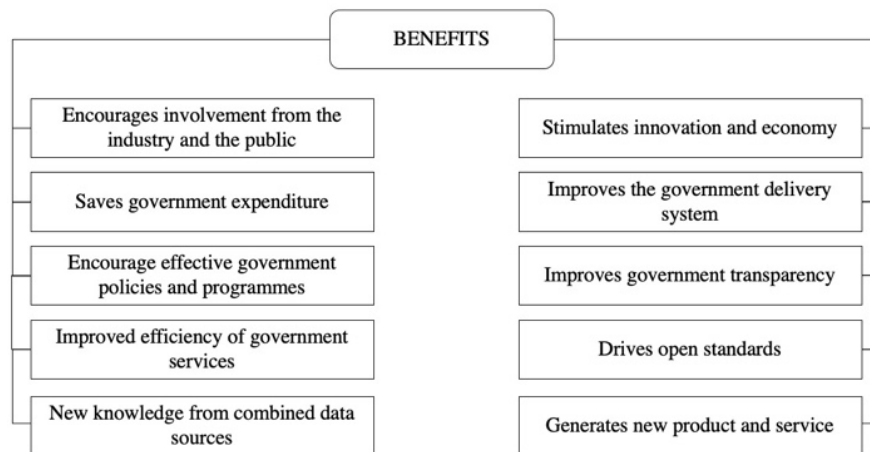 BENEFITS
Encourages involvement from the
industry and the public
Saves government expenditure
Encourage effective government
policies and programmes
Improved efficiency of government
services
New knowledge from combined data
sources
Stimulates innovation and economy
Improves the government delivery
system
Improves government transparency
Drives open standards
Generates new product and service